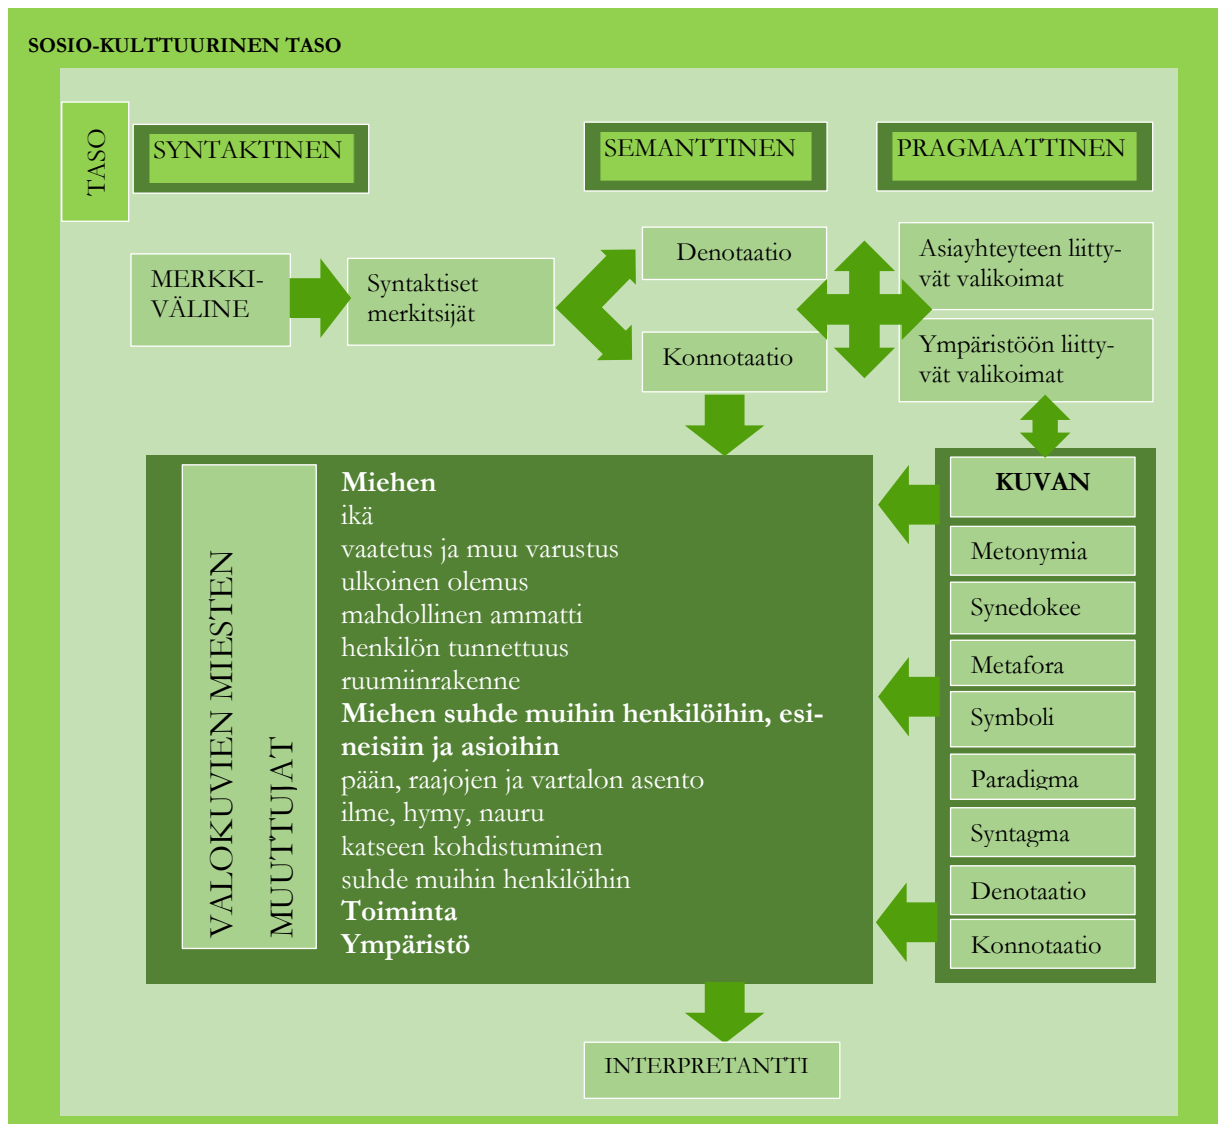 SOSIO-KULTTUURINEN TASO
TASO
SYNTAKTINEN
SEMANTTINEN
PRAGMAATTINEN
MERKKI-
VÄLINE
Syntaktiset
merkitsijät
Denotaatio
Konnotaatio
Asiayhteyteen liitty-
vät valikoimat
Ympäristöön liitty-
vät valikoimat
VALOKUVIEN MIESTEN
MUUTTUJAT
Miehen
ikä
vaatetus ja muu varustus
ulkoinen olemus
mahdollinen ammatti
henkilön tunnettuus
ruumiinrakenne
Miehen suhde muihin henkilöihin, esi-
neisiin ja asioihin
pään, raajojen ja vartalon asento
ilme, hymy, nauru
katseen kohdistuminen
suhde muihin henkilöihin
Toiminta
Ympäristö
KUVAN
Metonymia
Synedokee
Metafora
Symboli
Paradigma
Syntagma
Denotaatio
Konnotaatio
INTERPRETANTTI